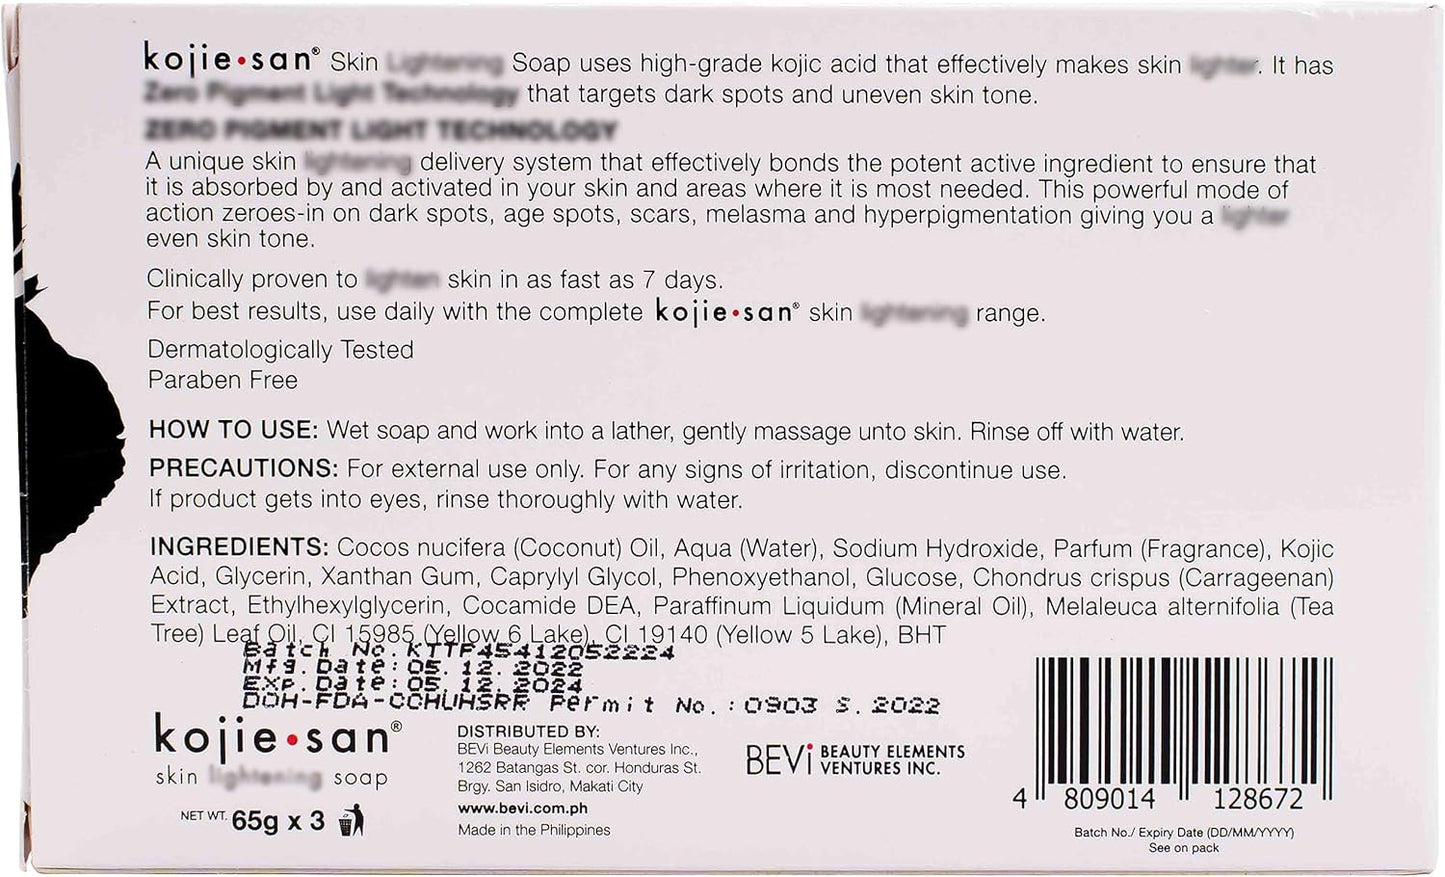 kojie•san® Skin Soap uses high-grade kojic acid that effectively makes skin . It has
that targets dark spots and uneven skin tone.
A unique skin delivery system that effectively bonds the potent active ingredient to ensure that
it is absorbed by and activated in your skin and areas where it is most needed. This powerful mode of
action zeroes-in on dark spots, age spots, scars, melasma and hyperpigmentation giving you a
even skin tone.
Clinically proven to skin in as fast as 7 days.
For best results, use daily with the complete kojie•san® skin range.
Dermatologically Tested
Paraben Free
HOW TO USE: Wet soap and work into a lather, gently massage unto skin. Rinse off with water.
PRECAUTIONS: For external use only. For any signs of irritation, discontinue use.
If product gets into eyes, rinse thoroughly with water.
INGREDIENTS: Cocos nucifera (Coconut) Oil, Aqua (Water), Sodium Hydroxide, Parfum (Fragrance), Kojic
Acid, Glycerin, Xanthan Gum, Caprylyl Glycol, Phenoxyethanol, Glucose, Chondrus crispus (Carrageenan)
Extract, Ethylhexylglycerin, Cocamide DEA, Paraffinum Liquidum (Mineral Oil), Melaleuca alternifolia (Tea
Tree) Leaf Oil, CI 15985 (Yellow 6 Lake), CI 19140 (Yellow 5 Lake), BHT
Batch No.:KTTF45412052224
Mfg. Date:05.12.2022
Exp. Date:05.12.2024
DOH-FDA-CCHUHSRR Permit No.:0903 S.2022
kojie•san®
skin soap
NET WT. 65g x 3
DISTRIBUTED BY:
BEVi Beauty Elements Ventures Inc.,
1262 Batangas St. cor. Honduras St.
Brgy. San Isidro, Makati City
www.bevi.com.ph
Made in the Philippines
BEVi BEAUTY ELEMENTS
VENTURES INC.
4 809014 128672
Batch No./ Expiry Date (DD/MM/YYYY)
See on pack